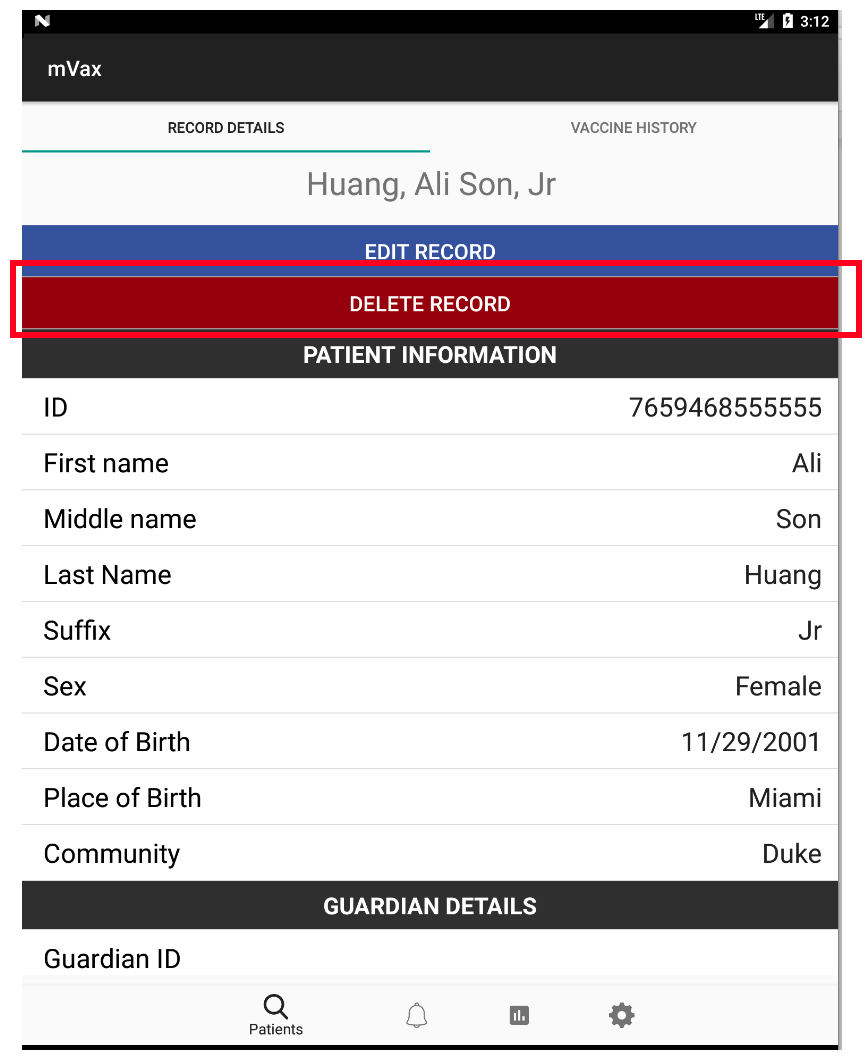 LTE 3:12
mVax
RECORD DETAILS VACCINE HISTORY
Huang, Ali Son, Jr
EDIT RECORD
DELETE RECORD
PATIENT INFORMATION
ID 7659468555555
First name Ali
Middle name Son
Last Name Huang
Suffix Jr
Sex Female
Date of Birth 11/29/2001
Place of Birth Miami
Community Duke
GUARDIAN DETAILS
Guardian ID
Patients